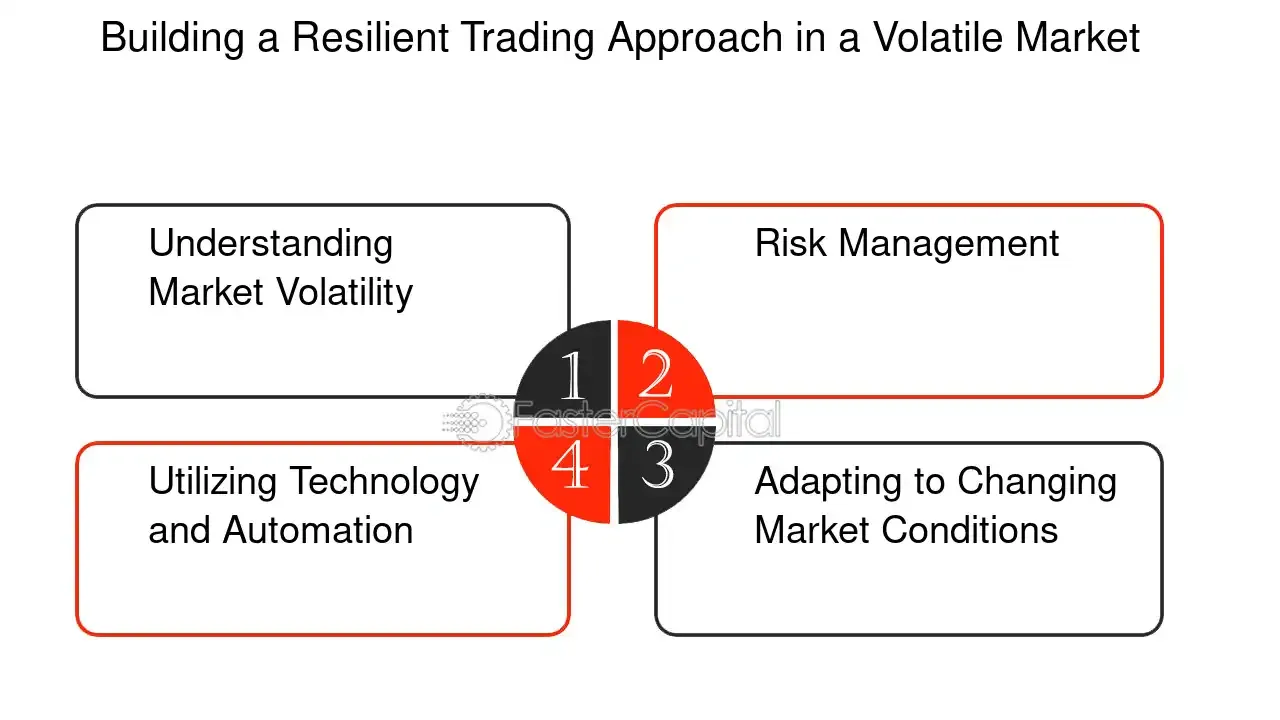 Building a Resilient Trading Approach in a Volatile Market
Understanding
Market Volatility
Risk Management
1
2
FasterCapital
4
3
Utilizing Technology
and Automation
Adapting to Changing
Market Conditions